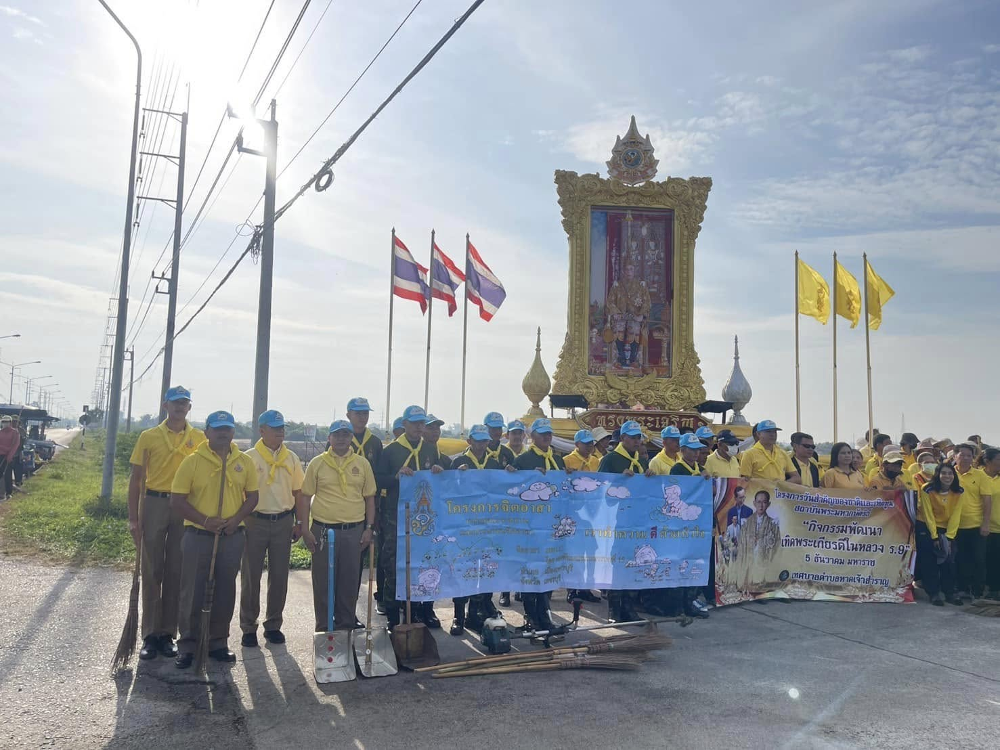 ทรงพระเจริญ
โครงการจิตอาสา
เราทำความ ดี ด้วยหัวใจ
โครงการวันสำคัญของชาติและเทิดทูน
สถาบันพระมหากษัตริย์
"กิจกรรมพัฒนา
เทิดพระเกียรติในหลวง ร.9"
5 ธันวาคม มหาราช
เทศบาลตำบลหาดเจ้าสำราญ